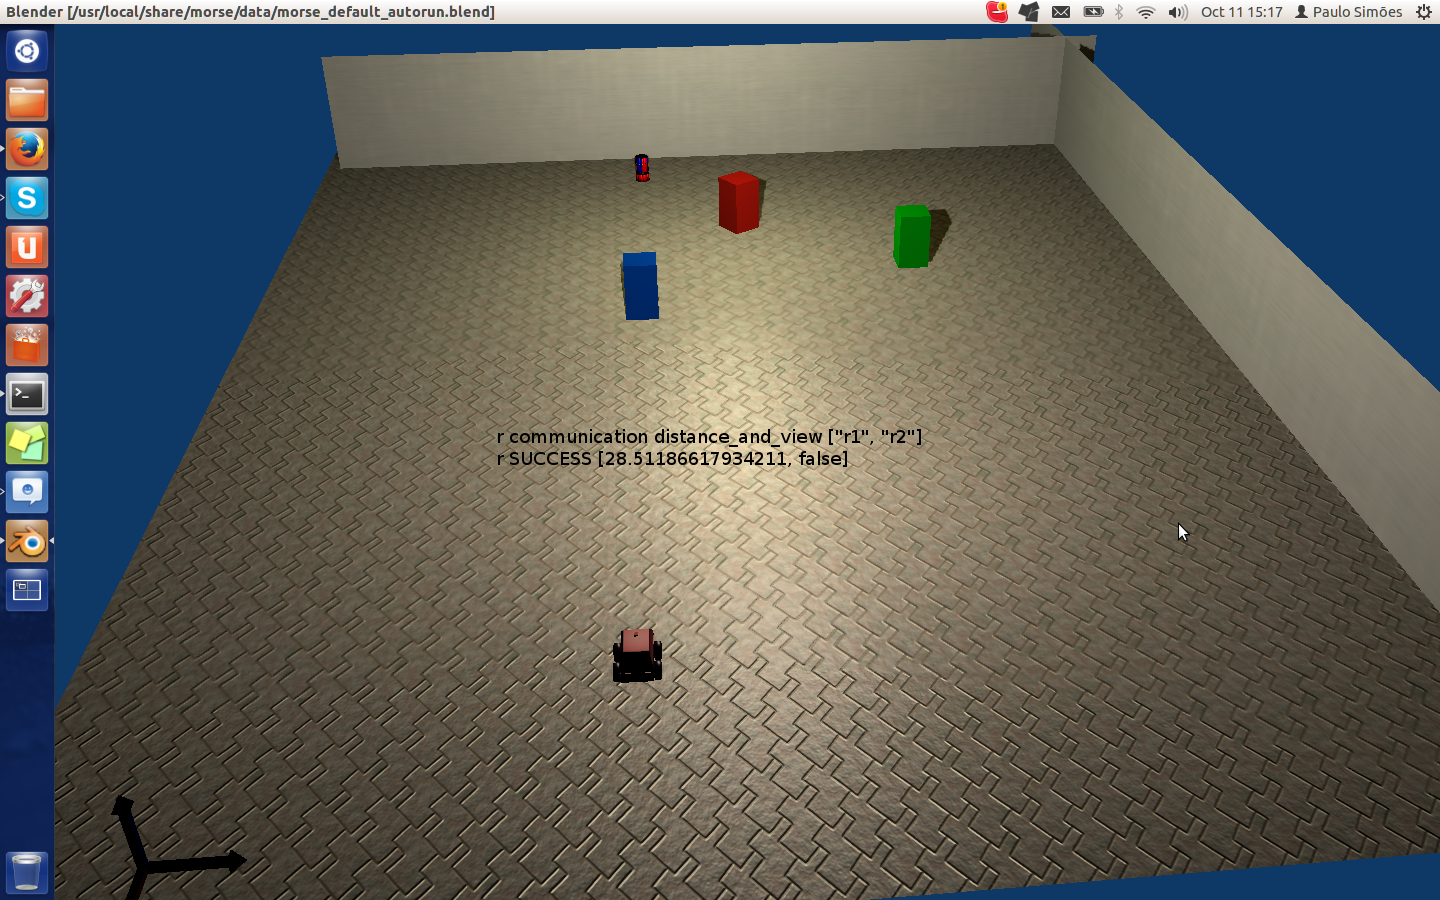 Blender [/usr/local/share/morse/data/morse_default_autorun.blend]
Oct 11 15:17 Paulo Simões
r communication distance_and_view ["r1", "r2"]
r SUCCESS [28.51186617934211, false]